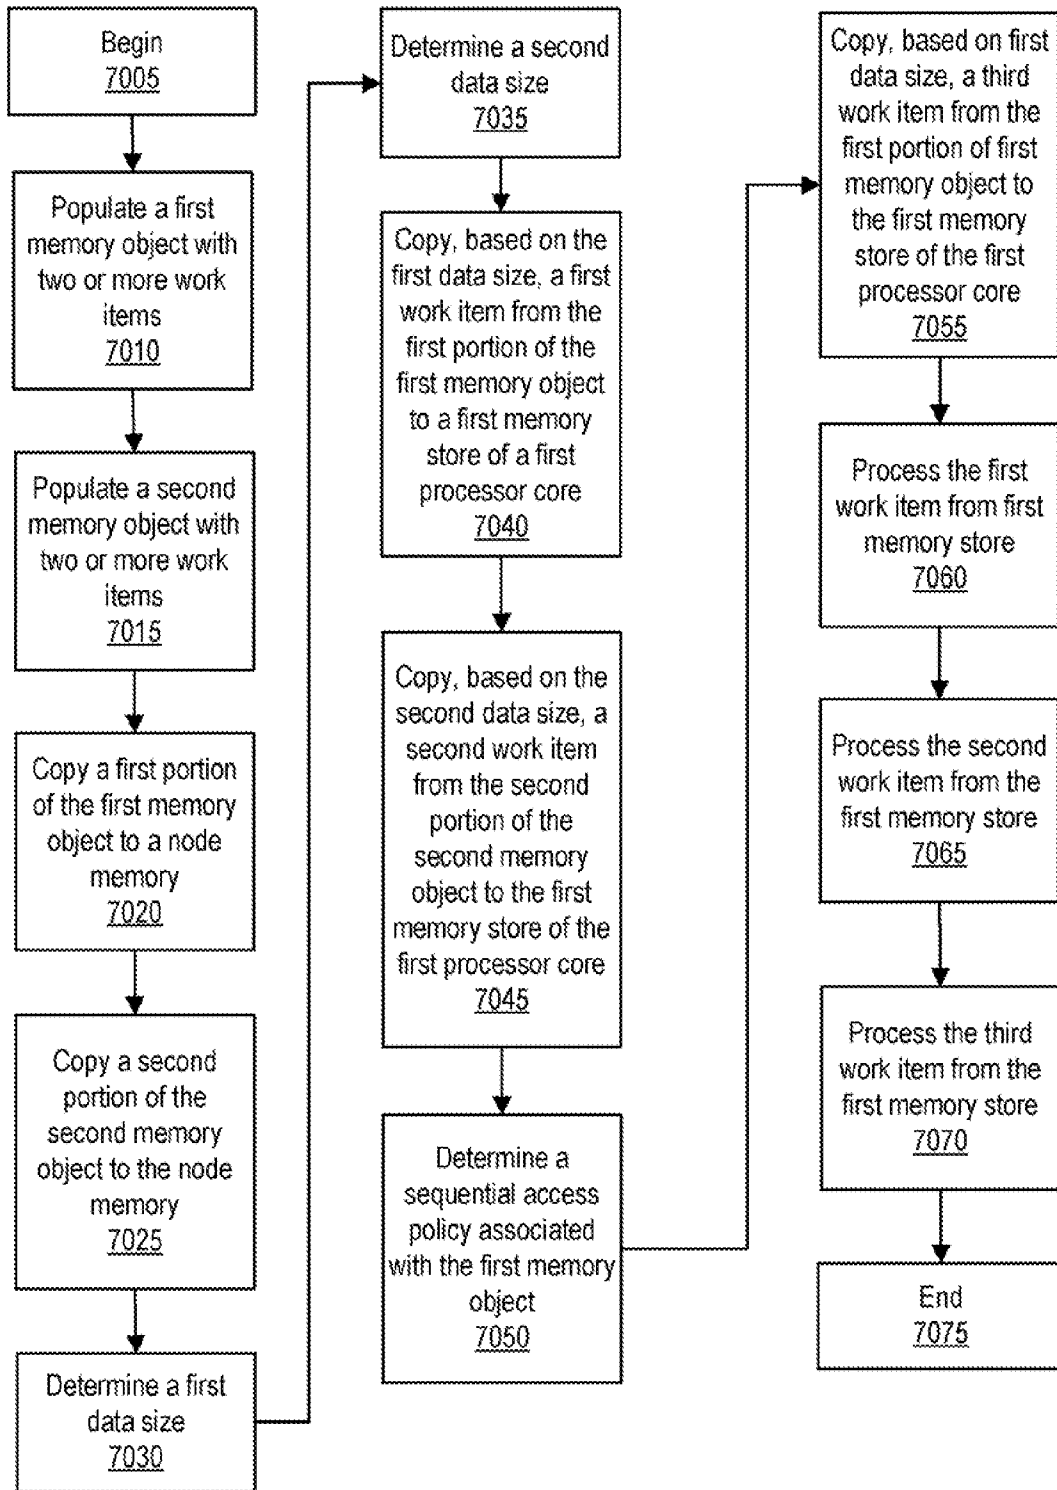 Begin
7005
Populate a first
memory object with
two or more work
items
7010
Populate a second
memory object with
two or more work
items
7015
Copy a first portion
of the first memory
object to a node
memory
7020
Copy a second
portion of the
second memory
object to the node
memory
7025
Determine a first
data size
7030
Determine a second
data size
7035
Copy, based on the
first data size, a first
work item from the
first portion of the
first memory object
to a first memory
store of a first
processor core
7040
Copy, based on the
second data size, a
second work item
from the second
portion of the
second memory
object to the first
memory store of the
first processor core
7045
Determine a
sequential access
policy associated
with the first memory
object
7050
Copy, based on first
data size, a third
work item from the
first portion of first
memory object to
the first memory
store of the first
processor core
7055
Process the first
work item from first
memory store
7060
Process the second
work item from the
first memory store
7065
Process the third
work item from the
first memory store
7070
End
7075